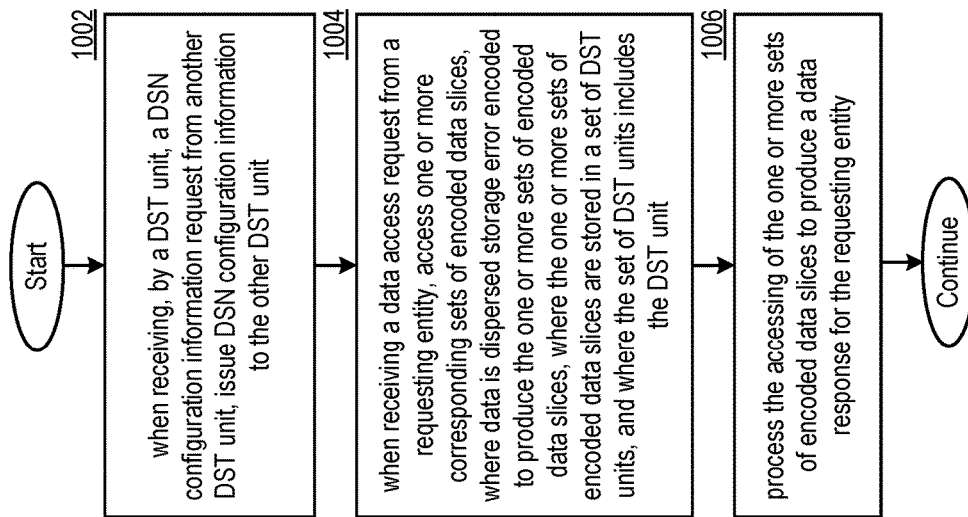 Start
1002
when receiving, by a DST unit, a DSN
configuration information request from another
DST unit, issue DSN configuration information
to the other DST unit
1004
when receiving a data access request from a
requesting entity, access one or more
corresponding sets of encoded data slices,
where data is dispersed storage error encoded
to produce the one or more sets of encoded
data slices, where the one or more sets of
encoded data slices are stored in a set of DST
units, and where the set of DST units includes
the DST unit
1006
process the accessing of the one or more sets
of encoded data slices to produce a data
response for the requesting entity
Continue